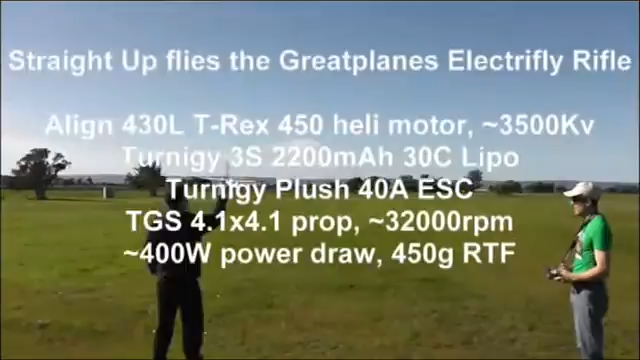 Straight Up flies the Greatplanes Electrifly Rifle
Align 430L T-Rex 450 heli motor, ~3500Kv
Turnigy 3S 2200mAh 30C Lipo
Turnigy Plush 40A ESC
TGS 4.1x4.1 prop, ~32000rpm
~400W power draw, 450g RTF